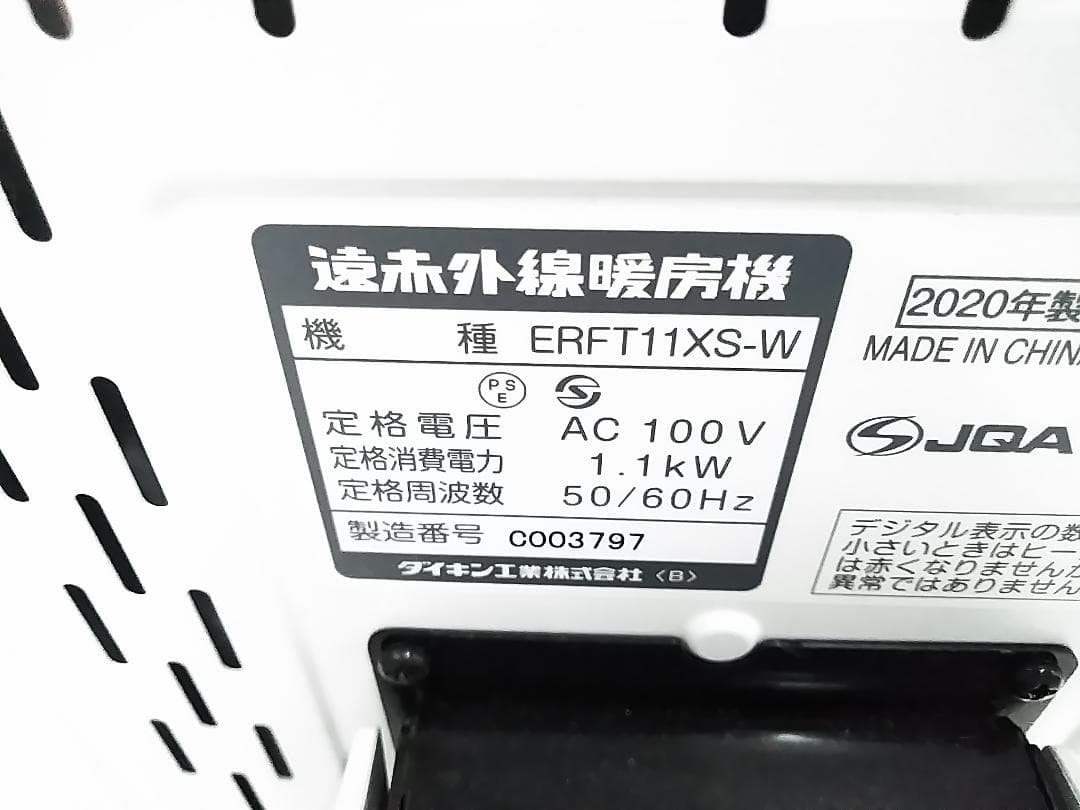 遠赤外線暖房機
機種 ERFT11XS-W
PSE
定格電圧 AC 100V
定格消費電力 1.1kW
定格周波数 50/60Hz
製造番号 C003797
ダイキン工業株式会社 〈B〉
2020年製
MADE IN CHINA
JQA
デジタル表示の数
小さいときはヒー
は赤くなりませんが
異常ではありません